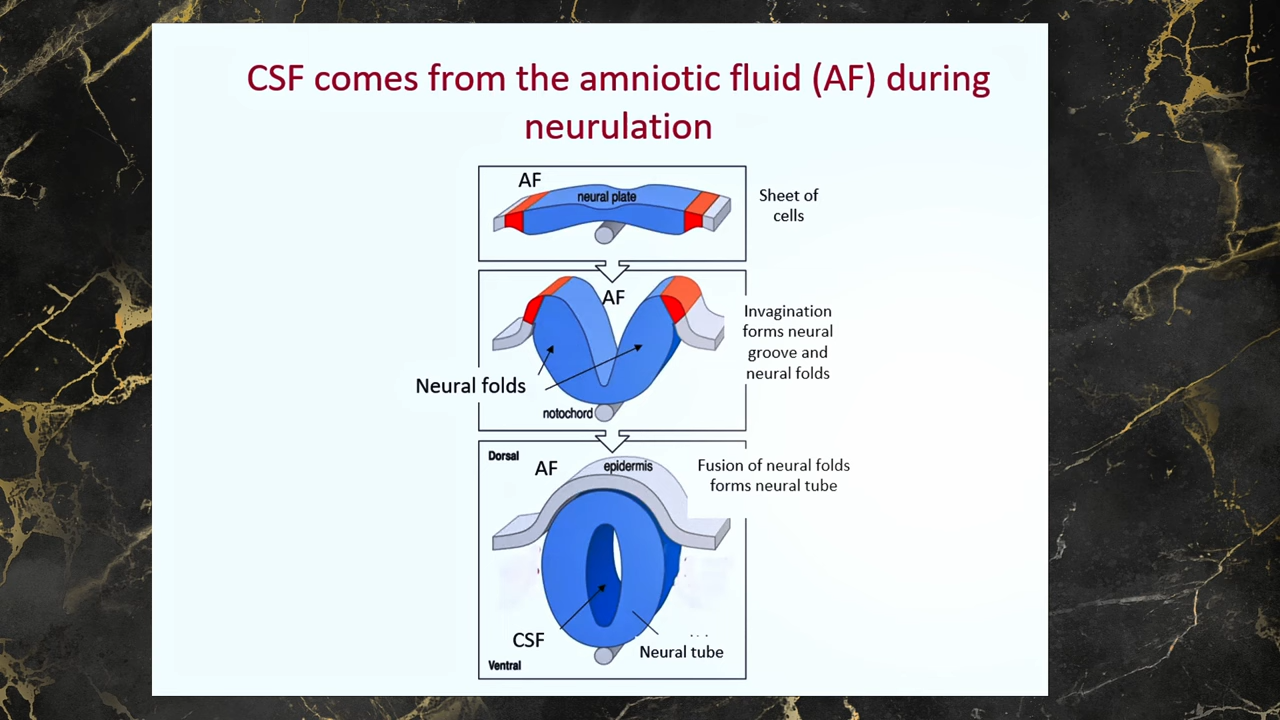 CSF comes from the amniotic fluid (AF) during
neurulation
AF
neural plate
Sheet of
cells
AF
Invagination
forms neural
groove and
neural folds
Neural folds
notochord
Dorsal
AF
epidermis
Fusion of neural folds
forms neural tube
CSF
Neural tube
Ventral